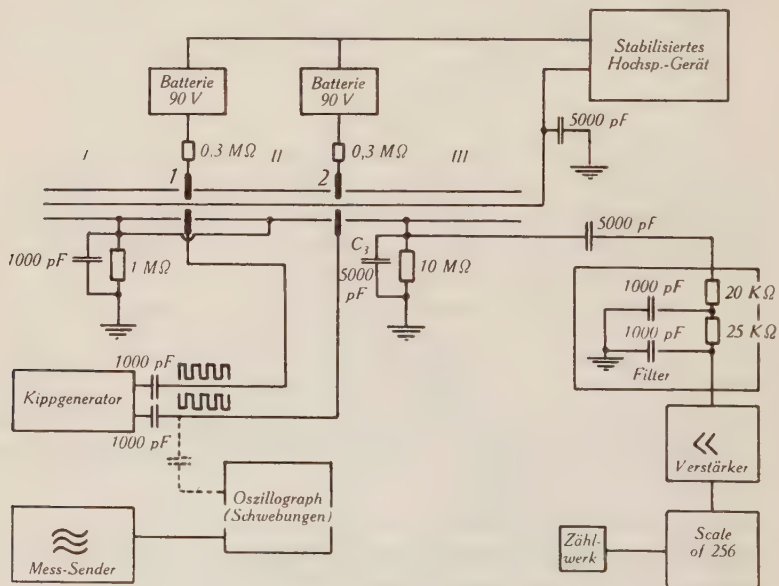 Stabilisiertes
Hochsp.-Gerät
Batterie
90 V
Batterie
90 V
5000 pF
I
0,3 MΩ
II
0,3 MΩ
III
1
2
5000 pF
1000 pF
1 MΩ
C₃
5000
pF
10 MΩ
1000 pF
20 KΩ
1000 pF
25 KΩ
Filter
1000 pF
Kippgenerator
1000 pF
Verstärker
Oszillograph
(Schwebungen)
Mess-Sender
Zähl-
werk
Scale
of 256